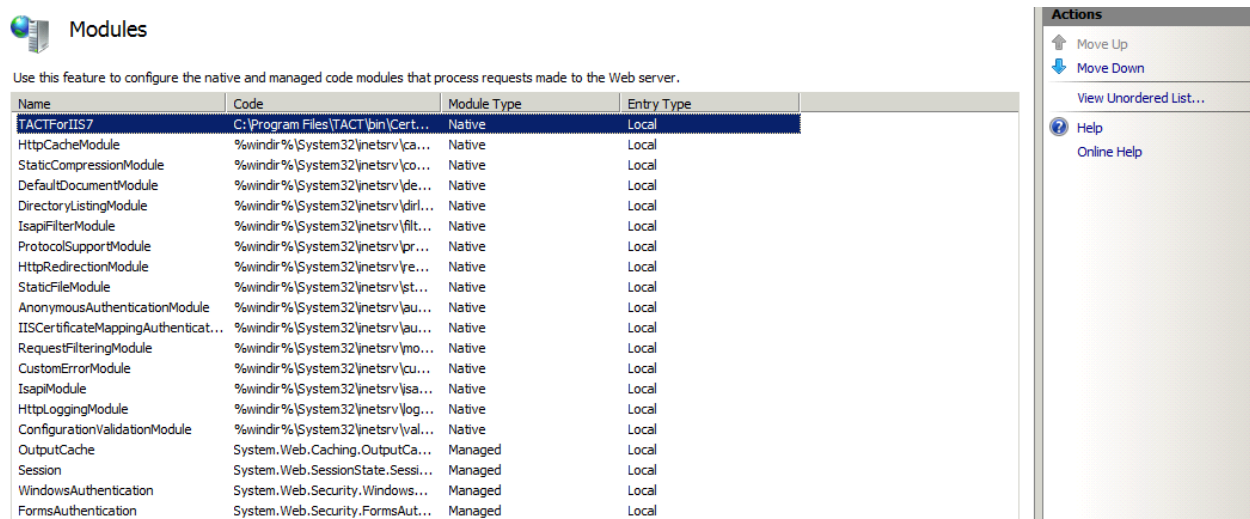 Modules
Use this feature to configure the native and managed code modules that process requests made to the Web server.
Name Code Module Type Entry Type
TACTForIIS7 C:\Program Files\TACT\bin\Cert... Native Local
HttpCacheModule %windir%\System32\inetsrv\ca... Native Local
StaticCompressionModule %windir%\System32\inetsrv\co... Native Local
DefaultDocumentModule %windir%\System32\inetsrv\de... Native Local
DirectoryListingModule %windir%\System32\inetsrv\dirl... Native Local
IsapiFilterModule %windir%\System32\inetsrv\filt... Native Local
ProtocolSupportModule %windir%\System32\inetsrv\pr... Native Local
HttpRedirectionModule %windir%\System32\inetsrv\re... Native Local
StaticFileModule %windir%\System32\inetsrv\st... Native Local
AnonymousAuthenticationModule %windir%\System32\inetsrv\au... Native Local
IISCertificateMappingAuthenticat... %windir%\System32\inetsrv\au... Native Local
RequestFilteringModule %windir%\System32\inetsrv\mo... Native Local
CustomErrorModule %windir%\System32\inetsrv\cu... Native Local
IsapiModule %windir%\System32\inetsrv\isa... Native Local
HttpLoggingModule %windir%\System32\inetsrv\log... Native Local
ConfigurationValidationModule %windir%\System32\inetsrv\val... Native Local
OutputCache System.Web.Caching.OutputCa... Managed Local
Session System.Web.SessionState.Sessi... Managed Local
WindowsAuthentication System.Web.Security.Windows... Managed Local
FormsAuthentication System.Web.Security.FormsAut... Managed Local
Actions
Move Up
Move Down
View Unordered List...
Help
Online Help